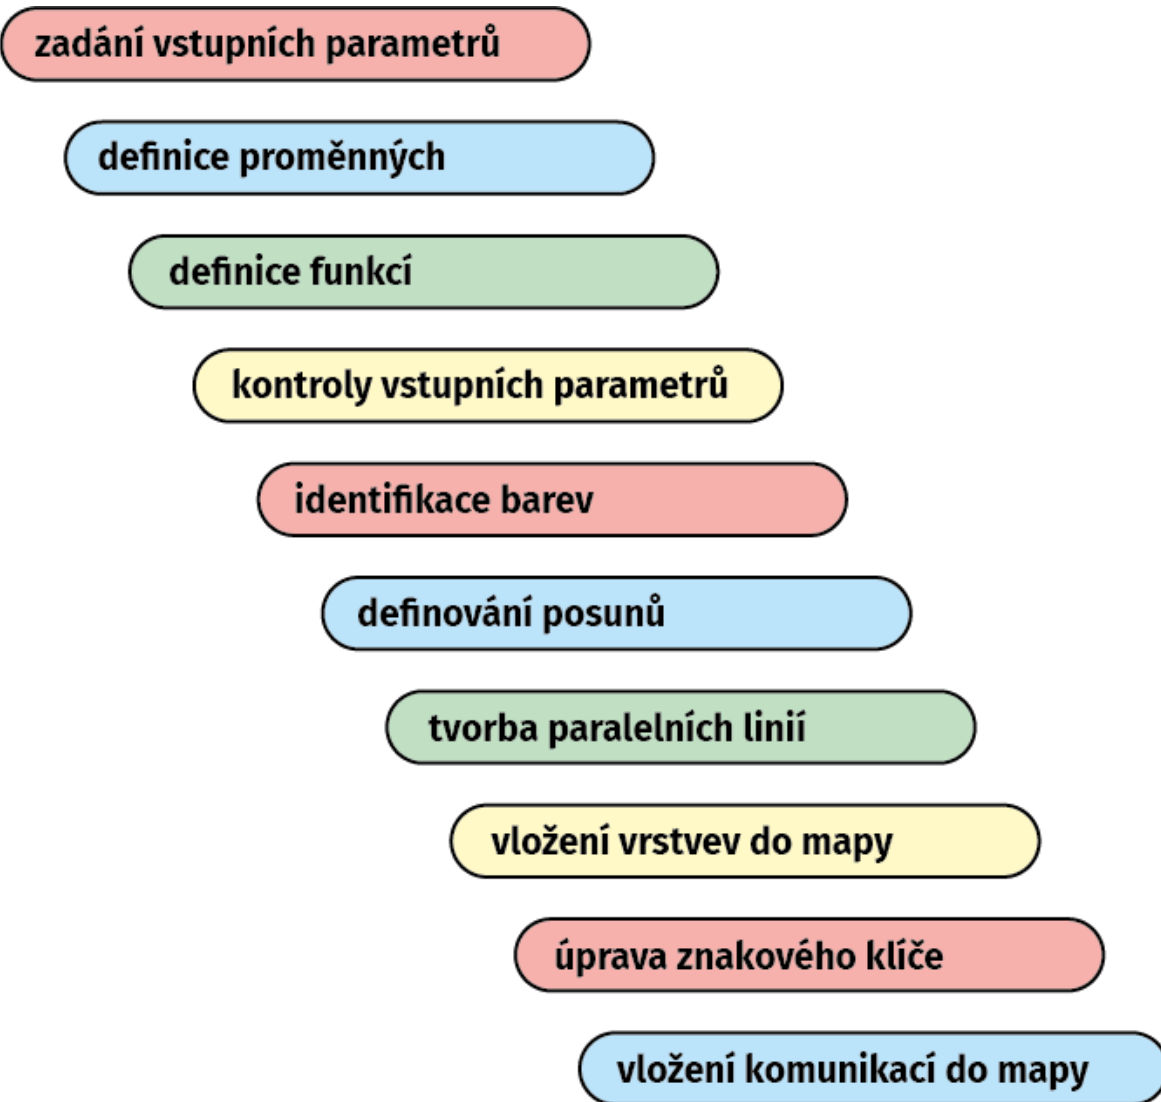 zadání vstupních parametrů
definice proměnných
definice funkcí
kontroly vstupních parametrů
identifikace barev
definování posunů
tvorba paralelních linií
vložení vrstvev do mapy
úprava znakového klíče
vložení komunikací do mapy